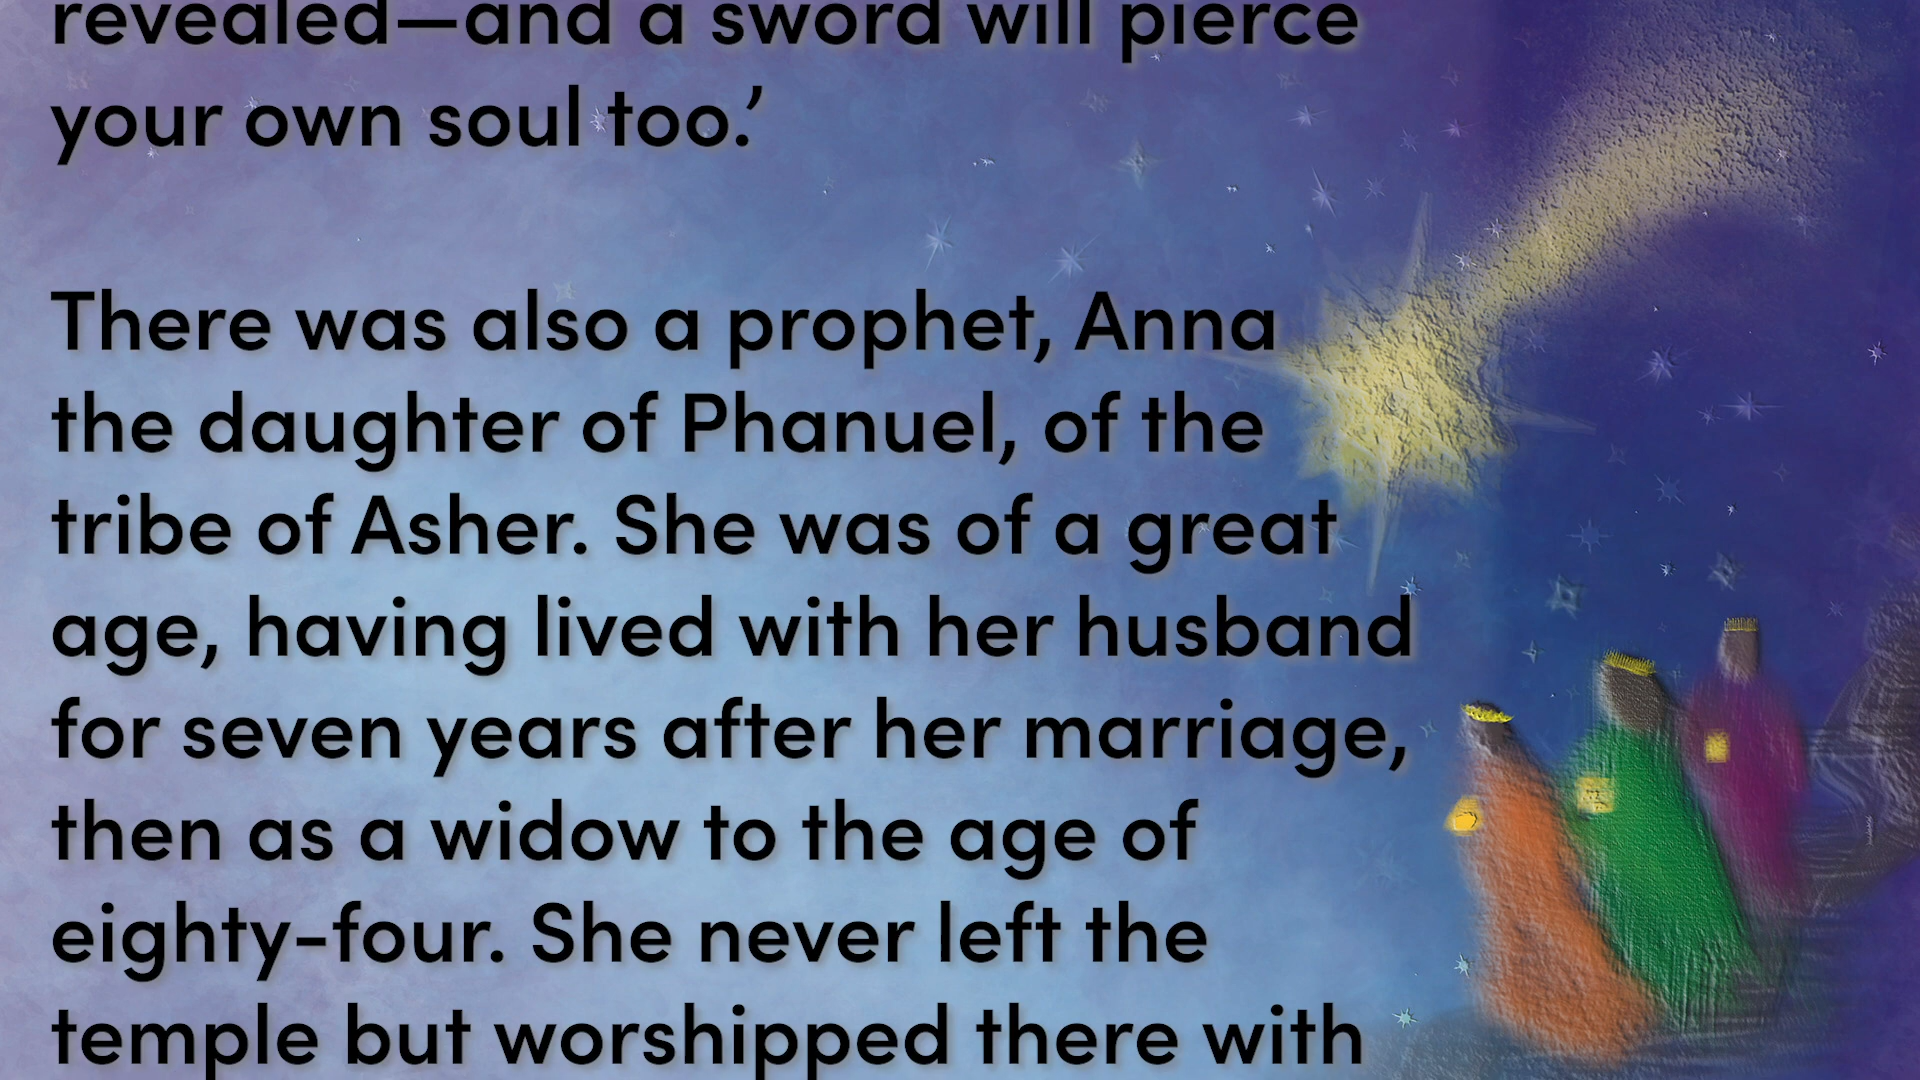 revealed—and a sword will pierce
your own soul too.’
There was also a prophet, Anna
the daughter of Phanuel, of the
tribe of Asher. She was of a great
age, having lived with her husband
for seven years after her marriage,
then as a widow to the age of
eighty-four. She never left the
temple but worshipped there with